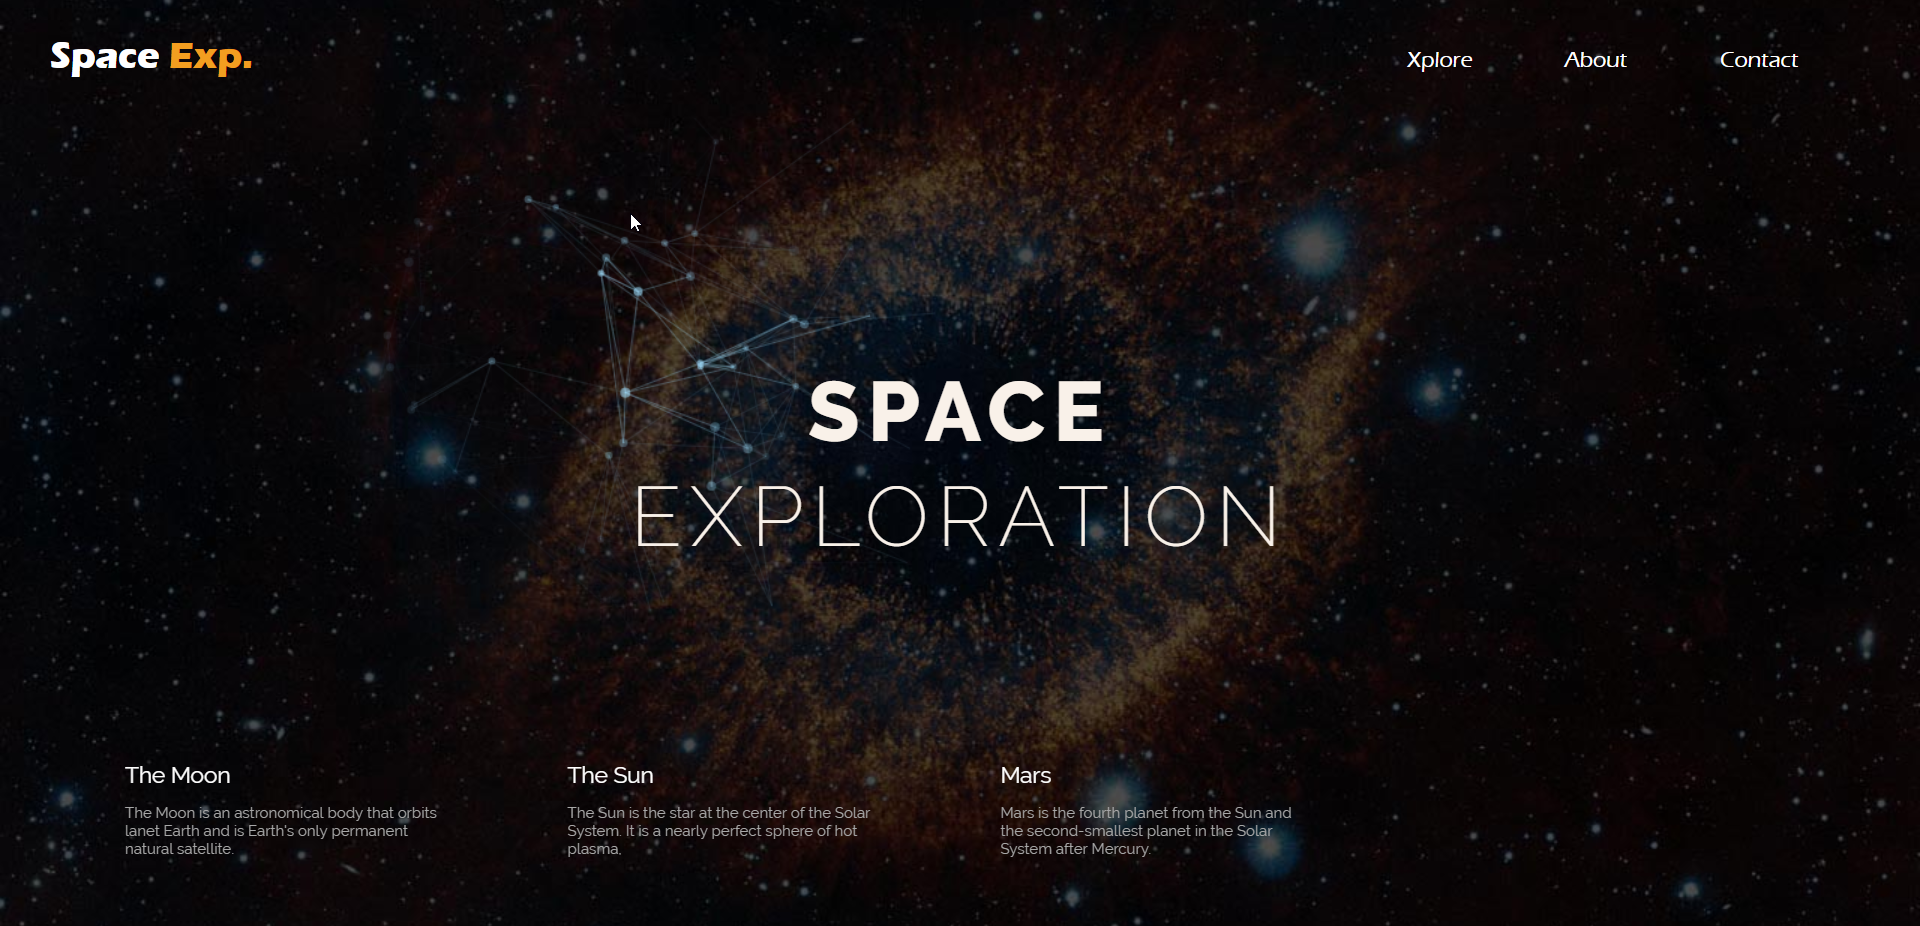 Space Exp.
Xplore
About
Contact
SPACE
EXPLORATION
The Moon
The Moon is an astronomical body that orbits
lanet Earth and is Earth's only permanent
natural satellite.
The Sun
The Sun is the star at the center of the Solar
System. It is a nearly perfect sphere of hot
plasma,
Mars
Mars is the fourth planet from the Sun and
the second-smallest planet in the Solar
System after Mercury.